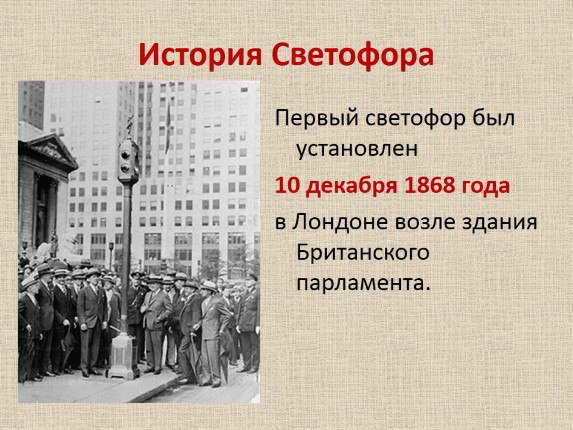 История Светофора
Первый светофор был
установлен
10 декабря 1868 года
в Лондоне возле здания
Британского
парламента.